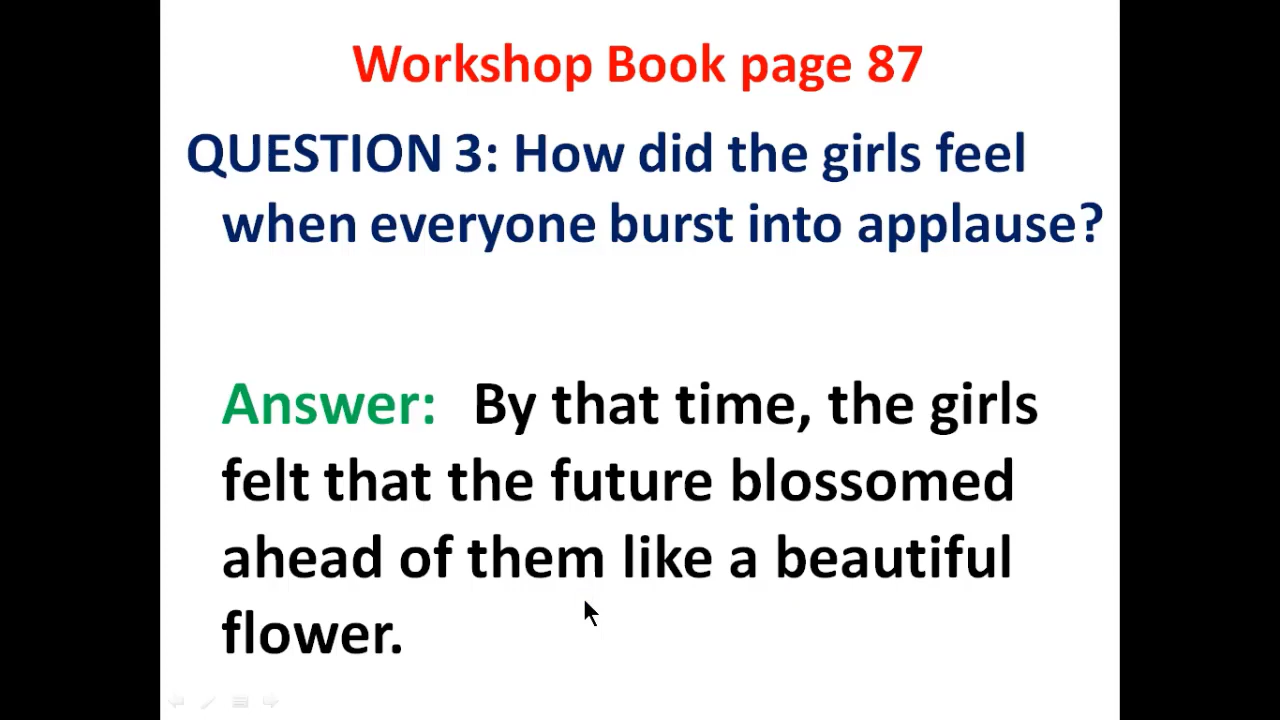 Workshop Book page 87
QUESTION 3: How did the girls feel
when everyone burst into applause?
Answer: By that time, the girls
felt that the future blossomed
ahead of them like a beautiful
flower.